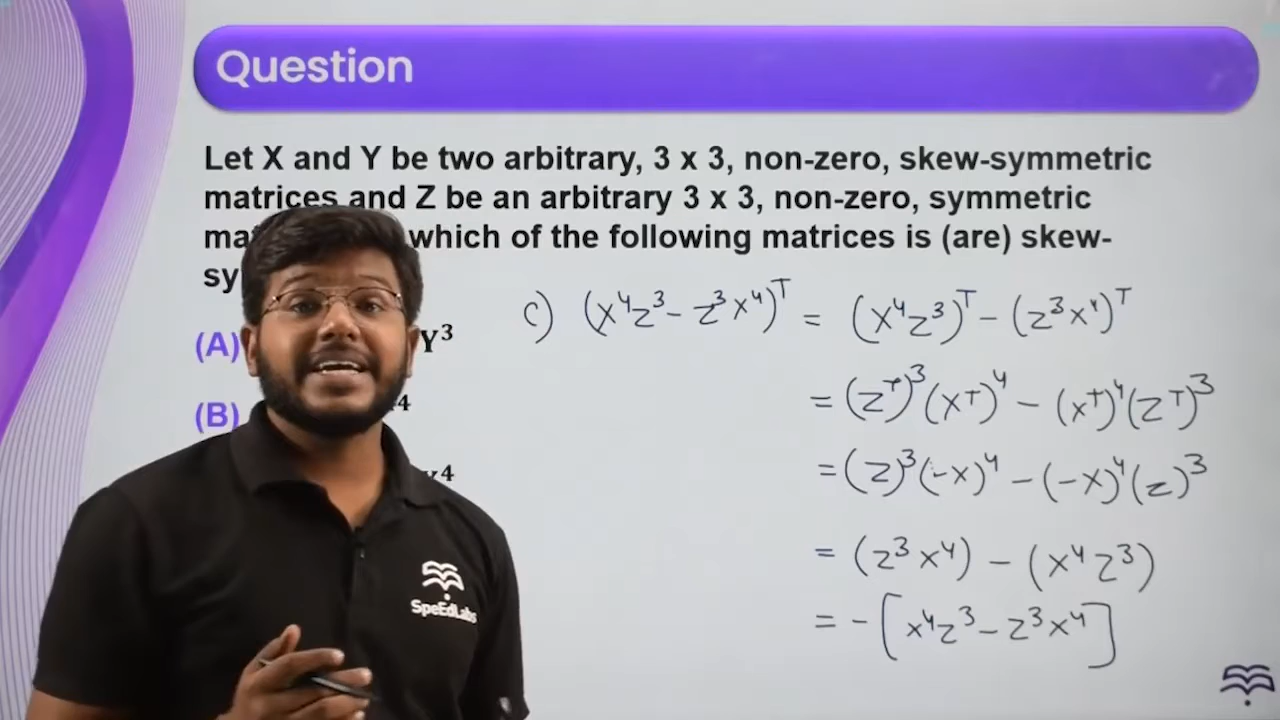 Question
Let X and Y be two arbitrary, 3 x 3, non-zero, skew-symmetric
matrices and Z be an arbitrary 3 x 3, non-zero, symmetric
which of the following matrices is (are) skew-
c) (x⁴z³ - z³x⁴)ᵀ = (x⁴z³)ᵀ - (z³x⁴)ᵀ
(A) Y³
= (zᵀ)³(xᵀ)⁴ - (xᵀ)⁴(zᵀ)³
(B) ⁴
= (z)³(-x)⁴ - (-x)⁴(z)³
= (z³x⁴) - (x⁴z³)
= -[x⁴z³ - z³x⁴]
SpeEdLabs